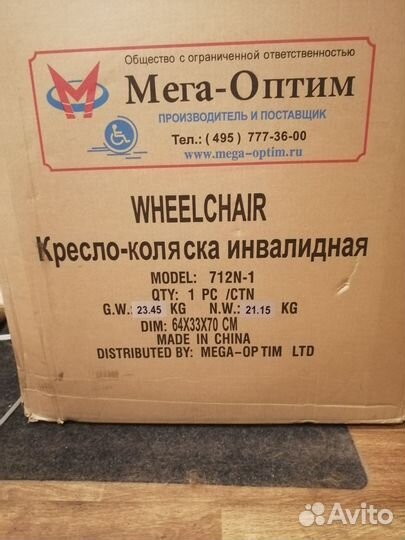 Общество с ограниченной ответственностью
Мега-Оптим
ПРОИЗВОДИТЕЛЬ И ПОСТАВЩИК
Тел.: ( 495 ) 777-36-00
www.mega-optim.ru
WHEELCHAIR
Кресло-коляска инвалидная
MODEL: 712N-1
QTY: 1 PC /CTN
G.W.: 23.45 KG N.W.: 21.15 KG
DIM: 64X33X70 CM
MADE IN CHINA
DISTRIBUTED BY: MEGA-OPTIM LTD
Avito